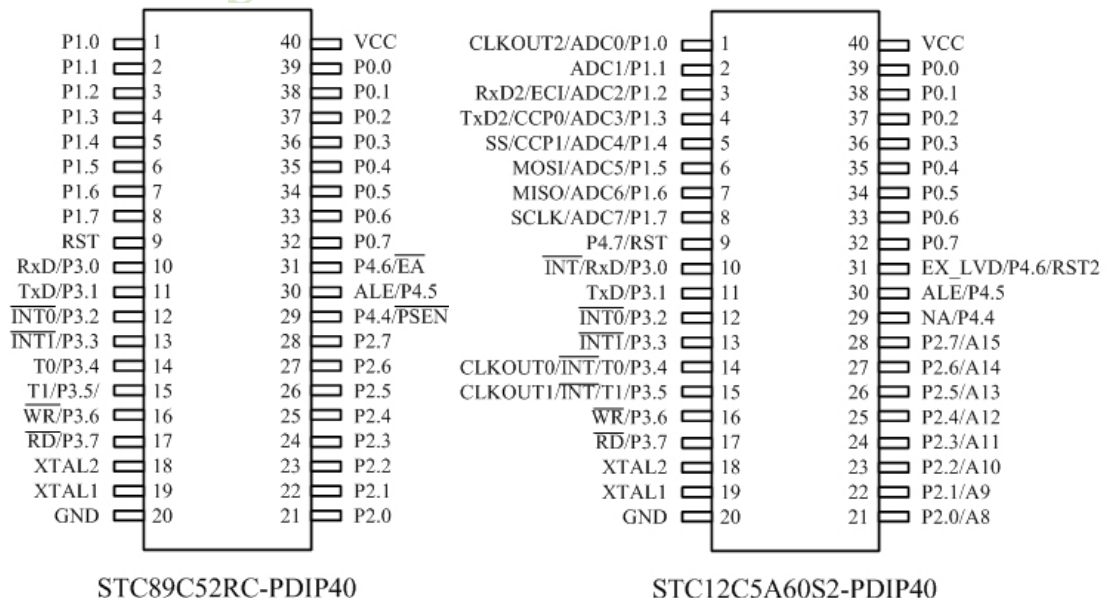 P1.0 1 40 VCC
P1.1 2 39 P0.0
P1.2 3 38 P0.1
P1.3 4 37 P0.2
P1.4 5 36 P0.3
P1.5 6 35 P0.4
P1.6 7 34 P0.5
P1.7 8 33 P0.6
RST 9 32 P0.7
RxD/P3.0 10 31 P4.6/E̅A̅
TxD/P3.1 11 30 ALE/P4.5
I̅N̅T̅0̅/P3.2 12 29 P4.4/P̅S̅E̅N̅
I̅N̅T̅1̅/P3.3 13 28 P2.7
T0/P3.4 14 27 P2.6
T1/P3.5/ 15 26 P2.5
W̅R̅/P3.6 16 25 P2.4
R̅D̅/P3.7 17 24 P2.3
XTAL2 18 23 P2.2
XTAL1 19 22 P2.1
GND 20 21 P2.0
STC89C52RC-PDIP40
CLKOUT2/ADC0/P1.0 1 40 VCC
ADC1/P1.1 2 39 P0.0
RxD2/ECI/ADC2/P1.2 3 38 P0.1
TxD2/CCP0/ADC3/P1.3 4 37 P0.2
SS/CCP1/ADC4/P1.4 5 36 P0.3
MOSI/ADC5/P1.5 6 35 P0.4
MISO/ADC6/P1.6 7 34 P0.5
SCLK/ADC7/P1.7 8 33 P0.6
P4.7/RST 9 32 P0.7
I̅N̅T̅/RxD/P3.0 10 31 EX_LVD/P4.6/RST2
TxD/P3.1 11 30 ALE/P4.5
I̅N̅T̅0̅/P3.2 12 29 NA/P4.4
I̅N̅T̅1̅/P3.3 13 28 P2.7/A15
CLKOUT0/I̅N̅T̅/T0/P3.4 14 27 P2.6/A14
CLKOUT1/I̅N̅T̅/T1/P3.5 15 26 P2.5/A13
W̅R̅/P3.6 16 25 P2.4/A12
R̅D̅/P3.7 17 24 P2.3/A11
XTAL2 18 23 P2.2/A10
XTAL1 19 22 P2.1/A9
GND 20 21 P2.0/A8
STC12C5A60S2-PDIP40